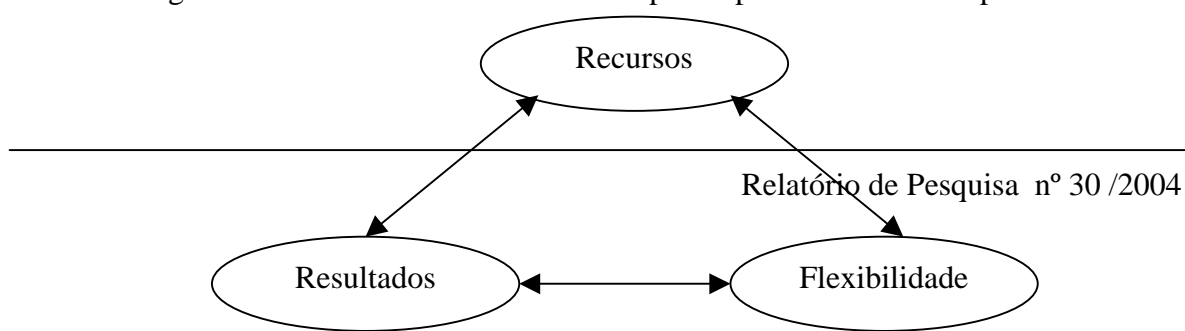 Recursos
Relatório de Pesquisa nº 30 /2004
Resultados
Flexibilidade